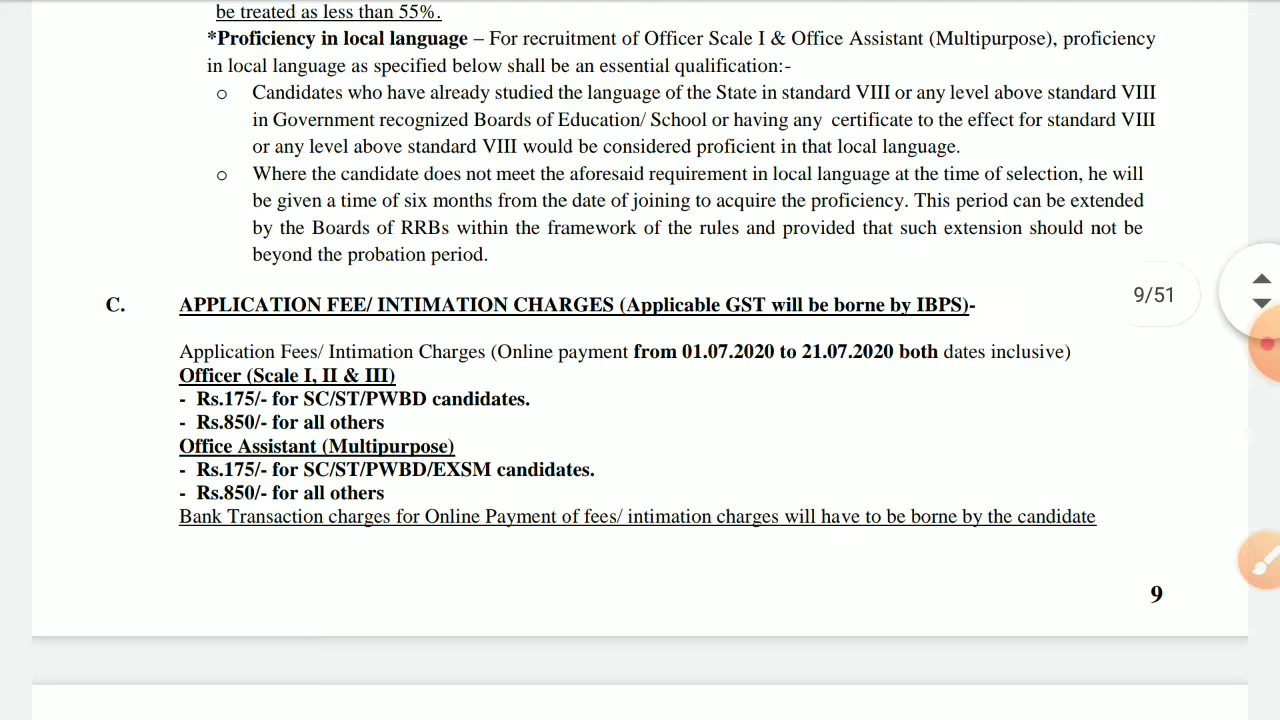 be treated as less than 55%.
*Proficiency in local language – For recruitment of Officer Scale I & Office Assistant (Multipurpose), proficiency
in local language as specified below shall be an essential qualification:-
o Candidates who have already studied the language of the State in standard VIII or any level above standard VIII
in Government recognized Boards of Education/ School or having any certificate to the effect for standard VIII
or any level above standard VIII would be considered proficient in that local language.
o Where the candidate does not meet the aforesaid requirement in local language at the time of selection, he will
be given a time of six months from the date of joining to acquire the proficiency. This period can be extended
by the Boards of RRBs within the framework of the rules and provided that such extension should not be
beyond the probation period.
C. APPLICATION FEE/ INTIMATION CHARGES (Applicable GST will be borne by IBPS)-
9/51
Application Fees/ Intimation Charges (Online payment from 01.07.2020 to 21.07.2020 both dates inclusive)
Officer (Scale I, II & III)
- Rs.175/- for SC/ST/PWBD candidates.
- Rs.850/- for all others
Office Assistant (Multipurpose)
- Rs.175/- for SC/ST/PWBD/EXSM candidates.
- Rs.850/- for all others
Bank Transaction charges for Online Payment of fees/ intimation charges will have to be borne by the candidate
9